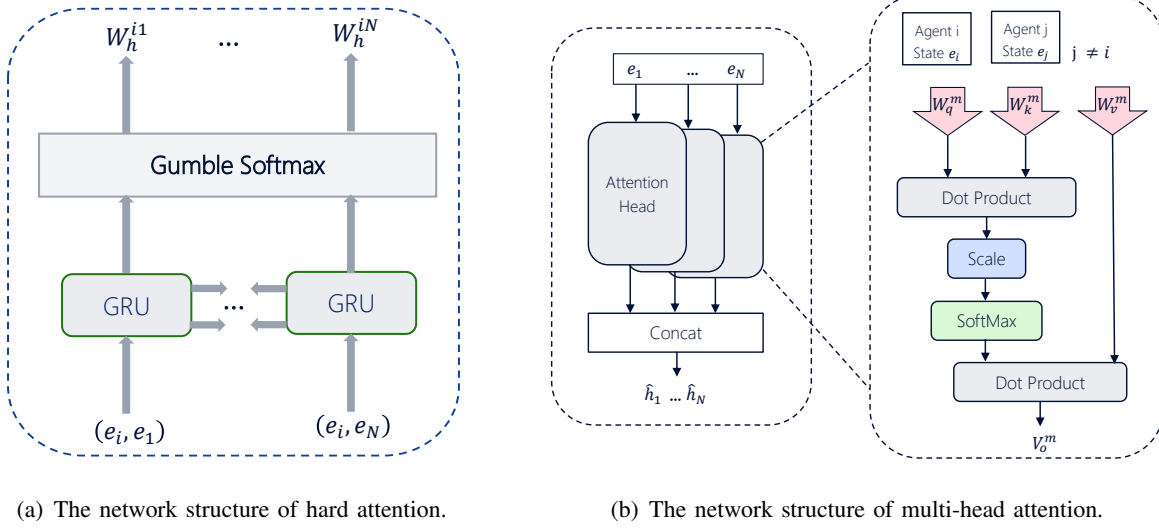 W_h^{i1} ... W_h^{iN}
Gumble Softmax
GRU ... GRU
(e_i, e_1) (e_i, e_N)
(a) The network structure of hard attention.
e_1 ... e_N
Attention
Head
Concat
ĥ_1 ... ĥ_N
Agent i
State e_i
Agent j
State e_j
j ≠ i
W_q^m W_k^m W_v^m
Dot Product
Scale
SoftMax
Dot Product
V_o^m
(b) The network structure of multi-head attention.